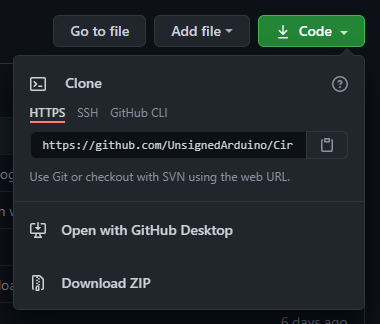 Go to file Add file Code
Clone
HTTPS SSH GitHub CLI
https://github.com/UnsignedArduino/Cir
Use Git or checkout with SVN using the web URL.
Open with GitHub Desktop
Download ZIP
6 days ago